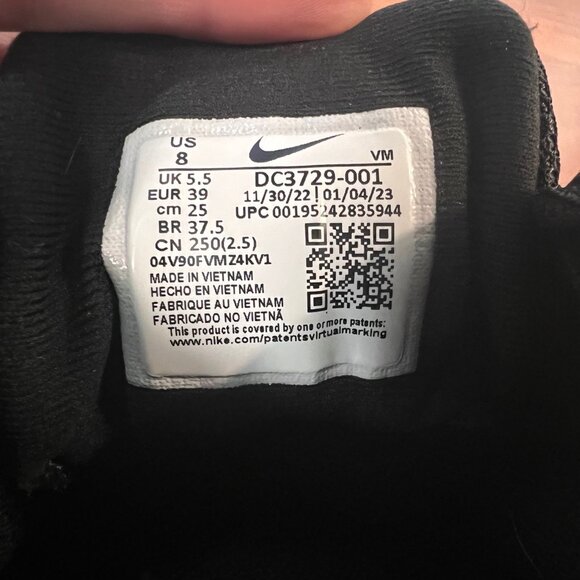 US
8
VM
UK 5.5
DC3729-001
EUR 39
11/30/22 | 01/04/23
cm 25
UPC 00195242835944
BR 37.5
CN 250(2.5)
04V90FVMZ4KV1
MADE IN VIETNAM
HECHO EN VIETNAM
FABRIQUE AU VIETNAM
FABRICADO NO VIETNÃ
This product is covered by one or more patents:
www.nike.com/patentsvirtualmarking